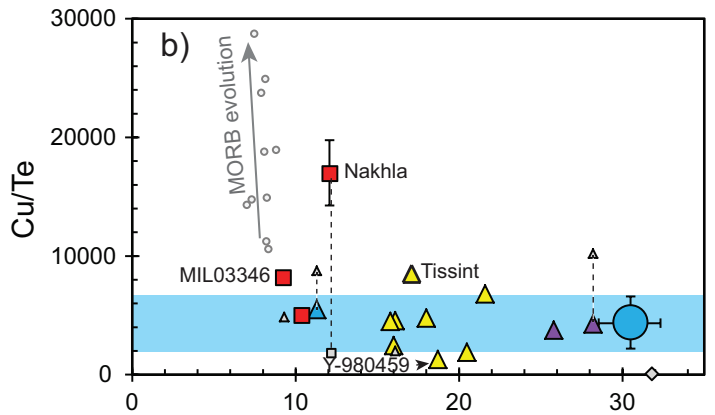 30000
b)
20000
10000
0
Cu/Te
MORB evolution
Nakhla
MIL03346
Tissint
Y-980459
0 10 20 30